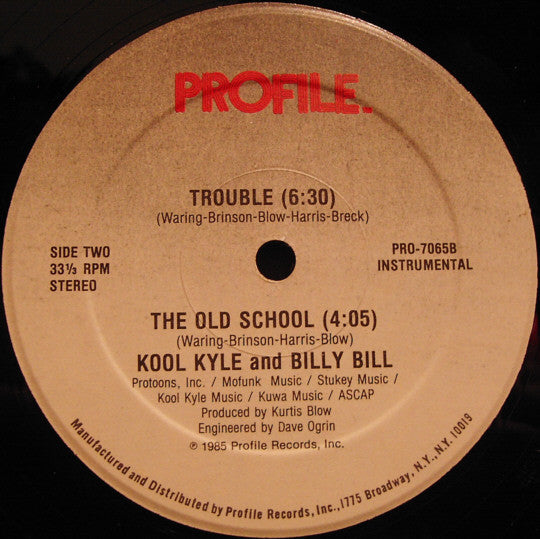 PROFILE.
TROUBLE (6:30)
(Waring-Brinson-Blow-Harris-Breck)
SIDE TWO
33⅓ RPM
STEREO
PRO-7065B
INSTRUMENTAL
THE OLD SCHOOL (4:05)
(Waring-Brinson-Harris-Blow)
KOOL KYLE and BILLY BILL
Protoons, Inc. / Mofunk Music / Stukey Music /
Kool Kyle Music / Kuwa Music / ASCAP
Produced by Kurtis Blow
Engineered by Dave Ogrin
℗ 1985 Profile Records, Inc.
Manufactured and Distributed by Profile Records, Inc., 1775 Broadway, N.Y., N.Y. 10019